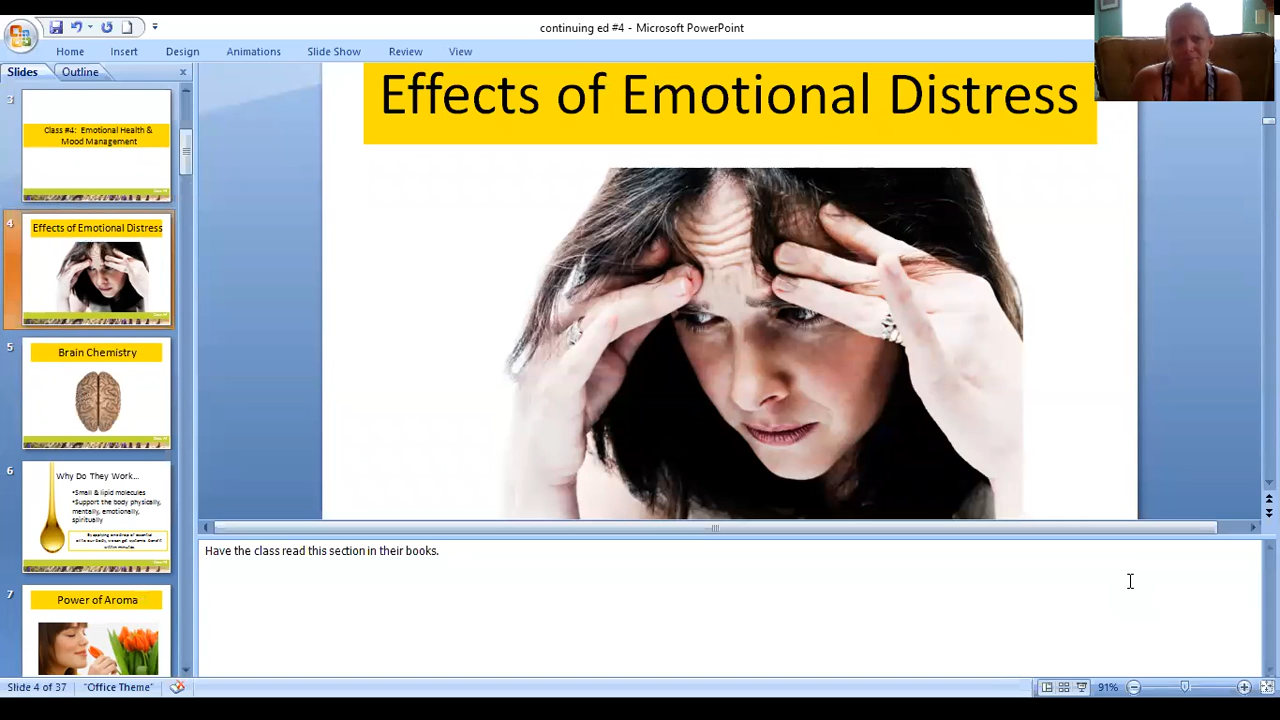 continuing ed #4 - Microsoft PowerPoint
Home Insert Design Animations Slide Show Review View
Slides Outline
3
Class #4: Emotional Health &
Mood Management
4
Effects of Emotional Distress
5
Brain Chemistry
6
Why Do They Work...
•Small & lipid molecules
•Support the body physically,
mentally, emotionally,
spiritually
7
Power of Aroma
Effects of Emotional Distress
Have the class read this section in their books.
Slide 4 of 37 "Office Theme" 91%